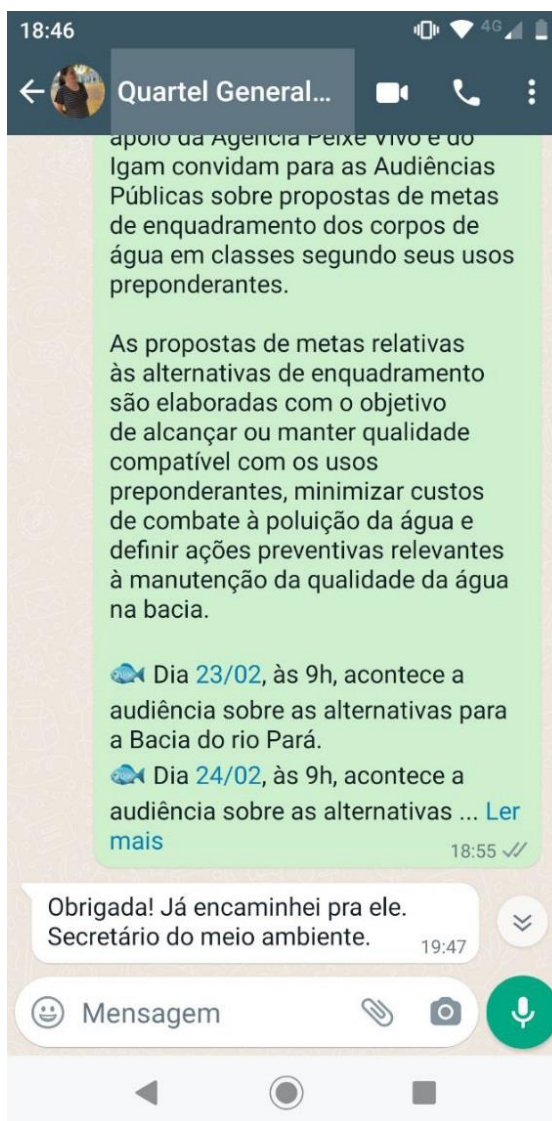 18:46
4G
Quartel General...
apoio da Agência Peixe Vivo e do
Igam convidam para as Audiências
Públicas sobre propostas de metas
de enquadramento dos corpos de
água em classes segundo seus usos
preponderantes.
As propostas de metas relativas
às alternativas de enquadramento
são elaboradas com o objetivo
de alcançar ou manter qualidade
compatível com os usos
preponderantes, minimizar custos
de combate à poluição da água e
definir ações preventivas relevantes
à manutenção da qualidade da água
na bacia.
Dia 23/02, às 9h, acontece a
audiência sobre as alternativas para
a Bacia do rio Pará.
Dia 24/02, às 9h, acontece a
audiência sobre as alternativas ... Ler
mais
18:55
Obrigada! Já encaminhei pra ele.
Secretário do meio ambiente.
19:47
Mensagem